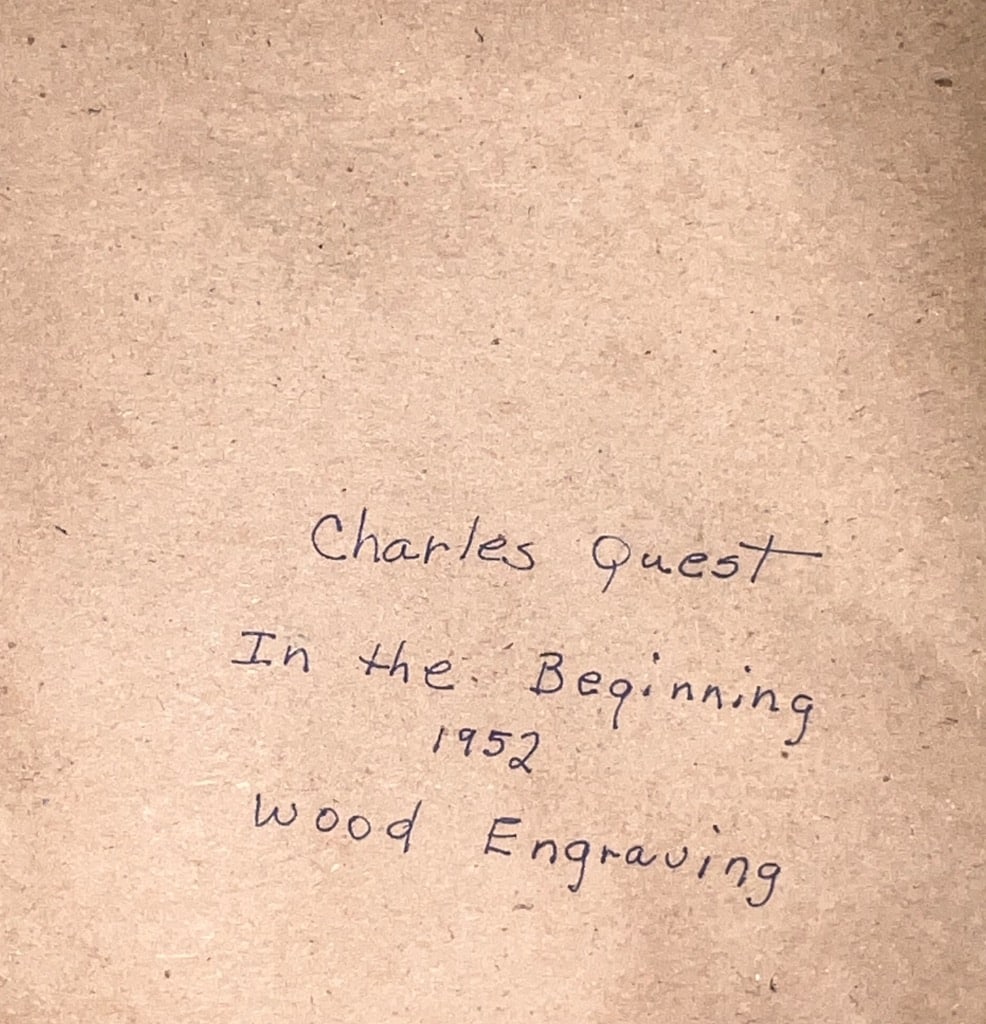 Charles Quest
In the Beginning
1952
Wood Engraving